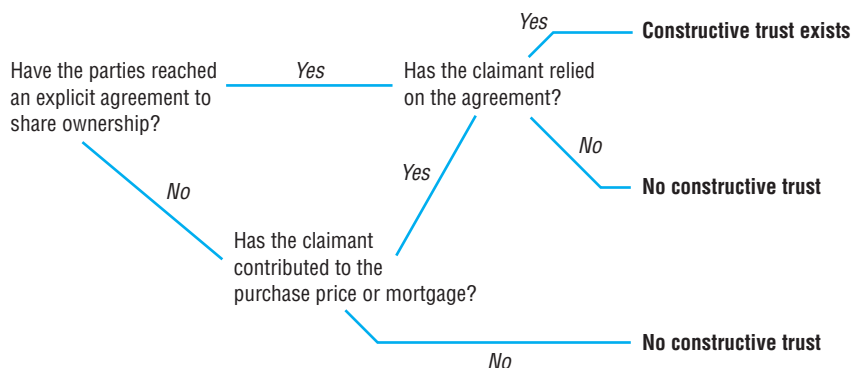 Yes
Constructive trust exists
Have the parties reached
an explicit agreement to
share ownership?
Yes
Has the claimant relied
on the agreement?
No
No constructive trust
Yes
No
Has the claimant
contributed to the
purchase price or mortgage?
No constructive trust
No